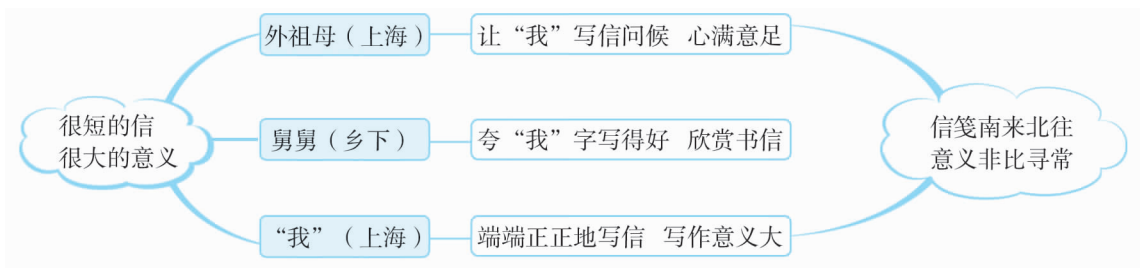 外祖母（上海）
让“我”写信问候 心满意足
很短的信
很大的意义
舅舅（乡下）
夸“我”字写得好 欣赏书信
信笺南来北往
意义非比寻常
“我”（上海）
端端正正地写信 写作意义大